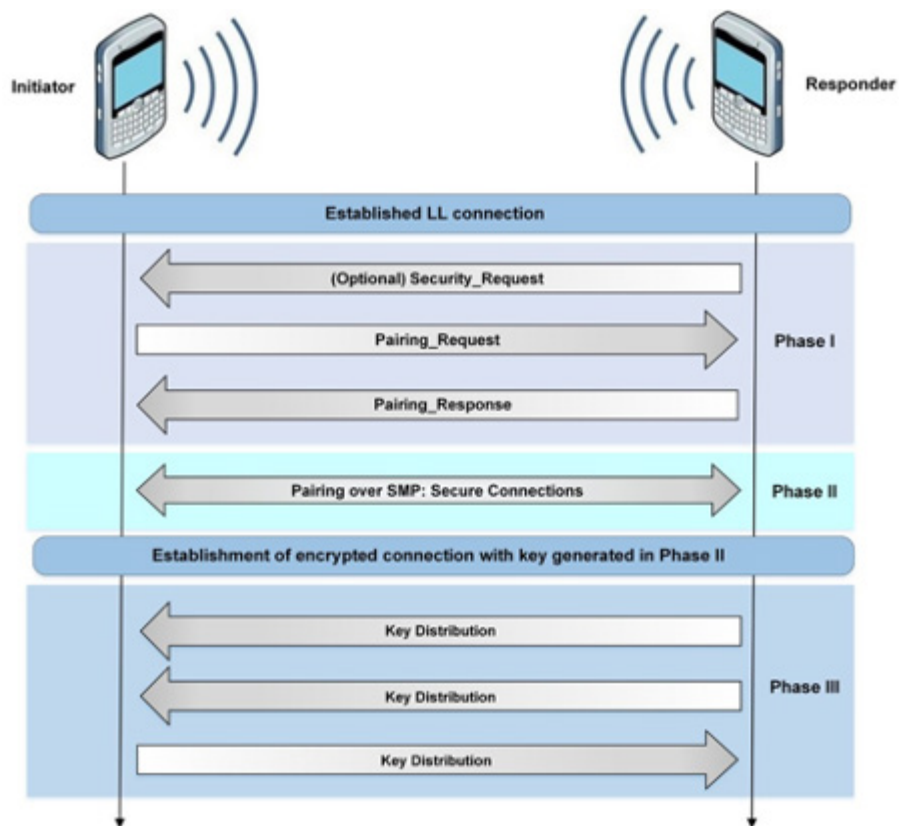 Initiator
Responder
Established LL connection
(Optional) Security_Request
Pairing_Request
Phase I
Pairing_Response
Pairing over SMP: Secure Connections
Phase II
Establishment of encrypted connection with key generated in Phase II
Key Distribution
Key Distribution
Phase III
Key Distribution